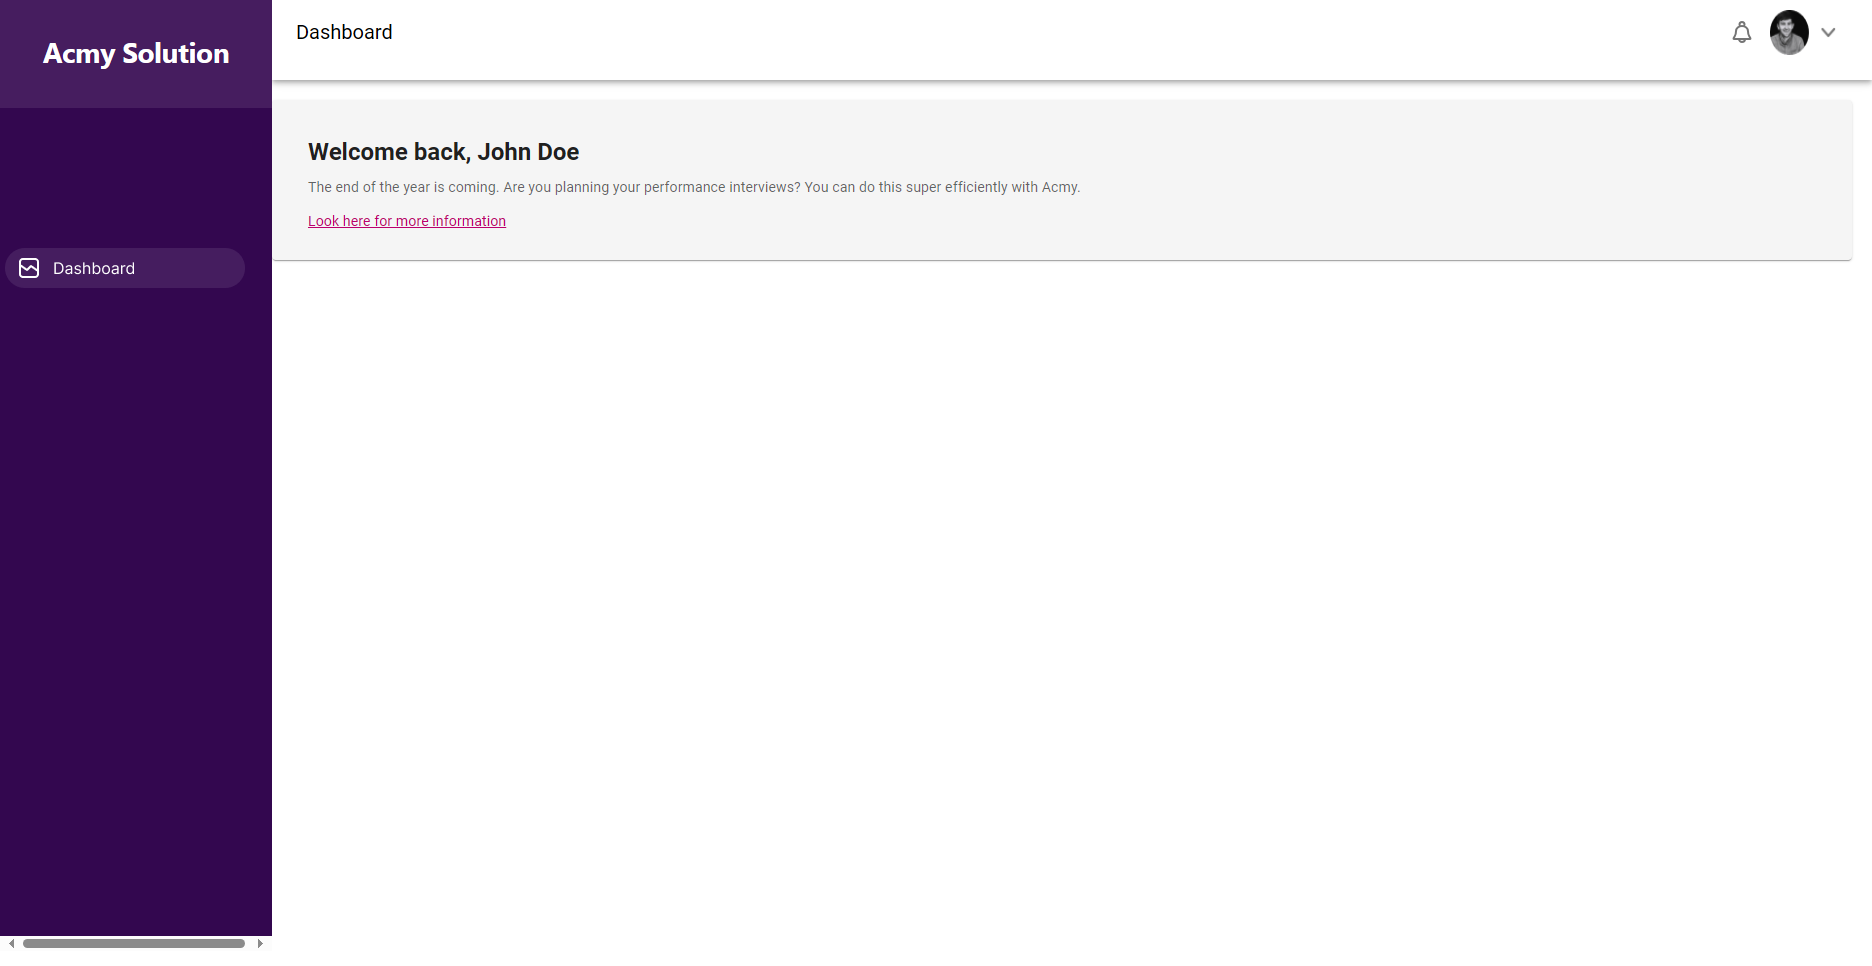 Acmy Solution
Dashboard
Dashboard
Welcome back, John Doe
The end of the year is coming. Are you planning your performance interviews? You can do this super efficiently with Acmy.
Look here for more information